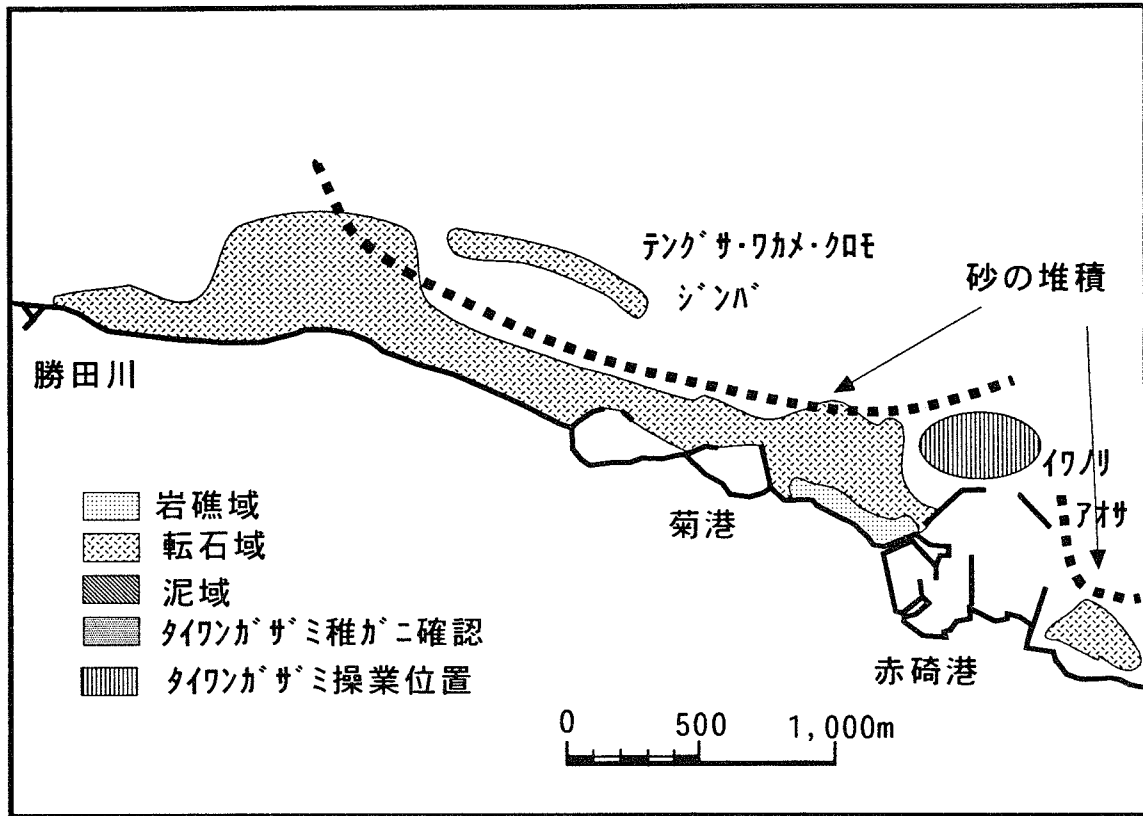 テングサ・ワカメ・クロモ
ジンバ
砂の堆積
勝田川
イワノリ
アオサ
菊港
赤碕港
岩礁域
転石域
泥域
タイワンガザミ稚ガニ確認
タイワンガザミ操業位置
0 500 1,000m